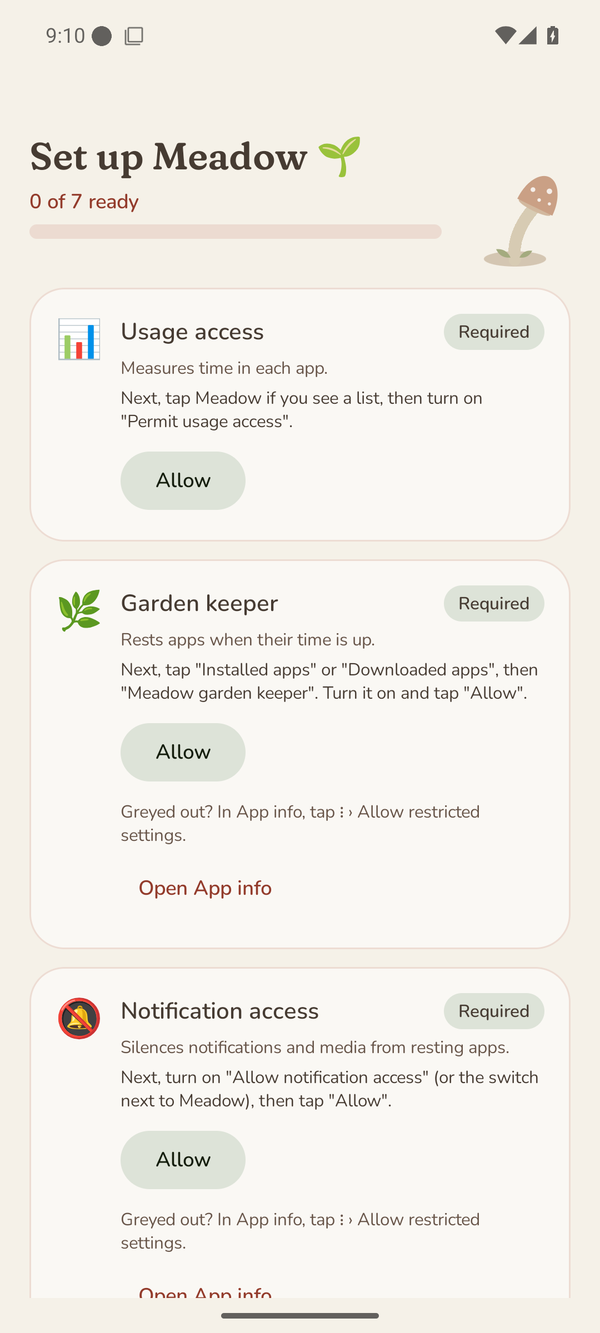 9:10
Set up Meadow 🌱
0 of 7 ready
Usage access
Required
Measures time in each app.
Next, tap Meadow if you see a list, then turn on
"Permit usage access".
Allow
Garden keeper
Required
Rests apps when their time is up.
Next, tap "Installed apps" or "Downloaded apps", then
"Meadow garden keeper". Turn it on and tap "Allow".
Allow
Greyed out? In App info, tap ⋮ › Allow restricted
settings.
Open App info
Notification access
Required
Silences notifications and media from resting apps.
Next, turn on "Allow notification access" (or the switch
next to Meadow), then tap "Allow".
Allow
Greyed out? In App info, tap ⋮ › Allow restricted
settings.
Open App info